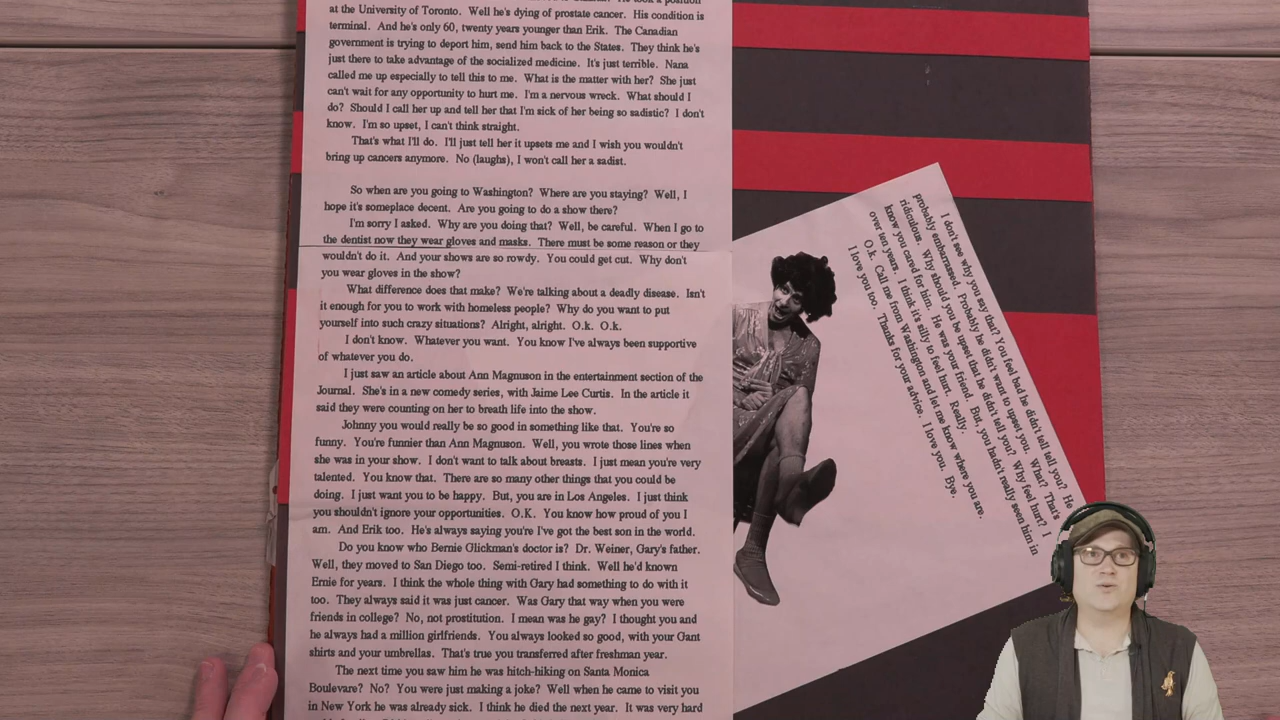 at the University of Toronto. Well he's dying of prostate cancer. His condition is
terminal. And he's only 60, twenty years younger than Erik. The Canadian
government is trying to deport him, send him back to the States. They think he's
just there to take advantage of the socialized medicine. It's just terrible. Nana
called me up especially to tell this to me. What is the matter with her? She just
can't wait for any opportunity to hurt me. I'm a nervous wreck. What should I
do? Should I call her up and tell her that I'm sick of her being so sadistic? I don't
know. I'm so upset, I can't think straight.
That's what I'll do. I'll just tell her it upsets me and I wish you wouldn't
bring up cancers anymore. No (laughs), I won't call her a sadist.
So when are you going to Washington? Where are you staying? Well, I
hope it's someplace decent. Are you going to do a show there?
I'm sorry I asked. Why are you doing that? Well, be careful. When I go to
the dentist now they wear gloves and masks. There must be some reason or they
wouldn't do it. And your shows are so rowdy. You could get cut. Why don't
you wear gloves in the show?
What difference does that make? We're talking about a deadly disease. Isn't
it enough for you to work with homeless people? Why do you want to put
yourself into such crazy situations? Alright, alright. O.k. O.k.
I don't know. Whatever you want. You know I've always been supportive
of whatever you do.
I just saw an article about Ann Magnuson in the entertainment section of the
Journal. She's in a new comedy series, with Jaime Lee Curtis. In the article it
said they were counting on her to breath life into the show.
Johnny you would really be so good in something like that. You're so
funny. You're funnier than Ann Magnuson. Well, you wrote those lines when
she was in your show. I don't want to talk about breasts. I just mean you're very
talented. You know that. There are so many other things that you could be
doing. I just want you to be happy. But, you are in Los Angeles. I just think
you shouldn't ignore your opportunities. O.K. You know how proud of you I
am. And Erik too. He's always saying you're I've got the best son in the world.
Do you know who Bernie Glickman's doctor is? Dr. Weiner, Gary's father.
Well, they moved to San Diego too. Semi-retired I think. Well he'd known
Ernie for years. I think the whole thing with Gary had something to do with it
too. They always said it was just cancer. Was Gary that way when you were
friends in college? No, not prostitution. I mean was he gay? I thought you and
he always had a million girlfriends. You always looked so good, with your Gant
shirts and your umbrellas. That's true you transferred after freshman year.
The next time you saw him he was hitch-hiking on Santa Monica
Boulevare? No? You were just making a joke? Well when he came to visit you
in New York he was already sick. I think he died the next year. It was very hard
I don't see why you say that? You feel bad he didn't tell you? He
probably embarrassed. Probably he didn't want to upset you. What? That's
ridiculous. Why should you be upset that he didn't tell you? Why feel hurt? I
know you cared for him. He was your friend. But, you hadn't really seen him in
over ten years. I think it's silly to feel hurt. Really.
O.k. Call me from Washington and let me know where you are.
I love you too. Thanks for your advice. I love you. Bye.